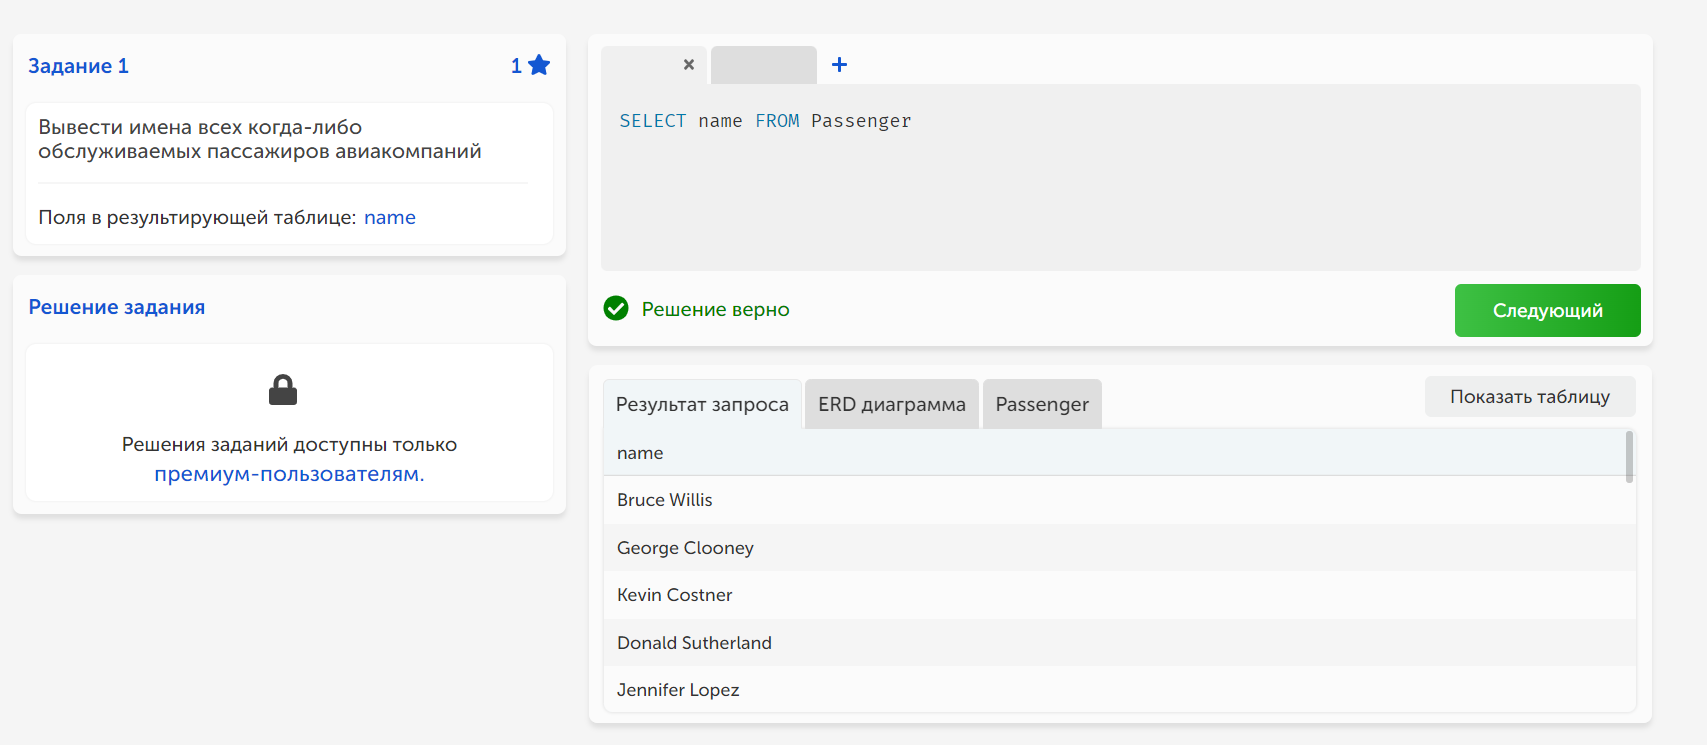 Задание 1
1
Вывести имена всех когда-либо
обслуживаемых пассажиров авиакомпаний
Поля в результирующей таблице: name
Решение задания
Решения заданий доступны только
премиум-пользователям.
SELECT name FROM Passenger
Решение верно
Следующий
Результат запроса
ERD диаграмма
Passenger
Показать таблицу
name
Bruce Willis
George Clooney
Kevin Costner
Donald Sutherland
Jennifer Lopez